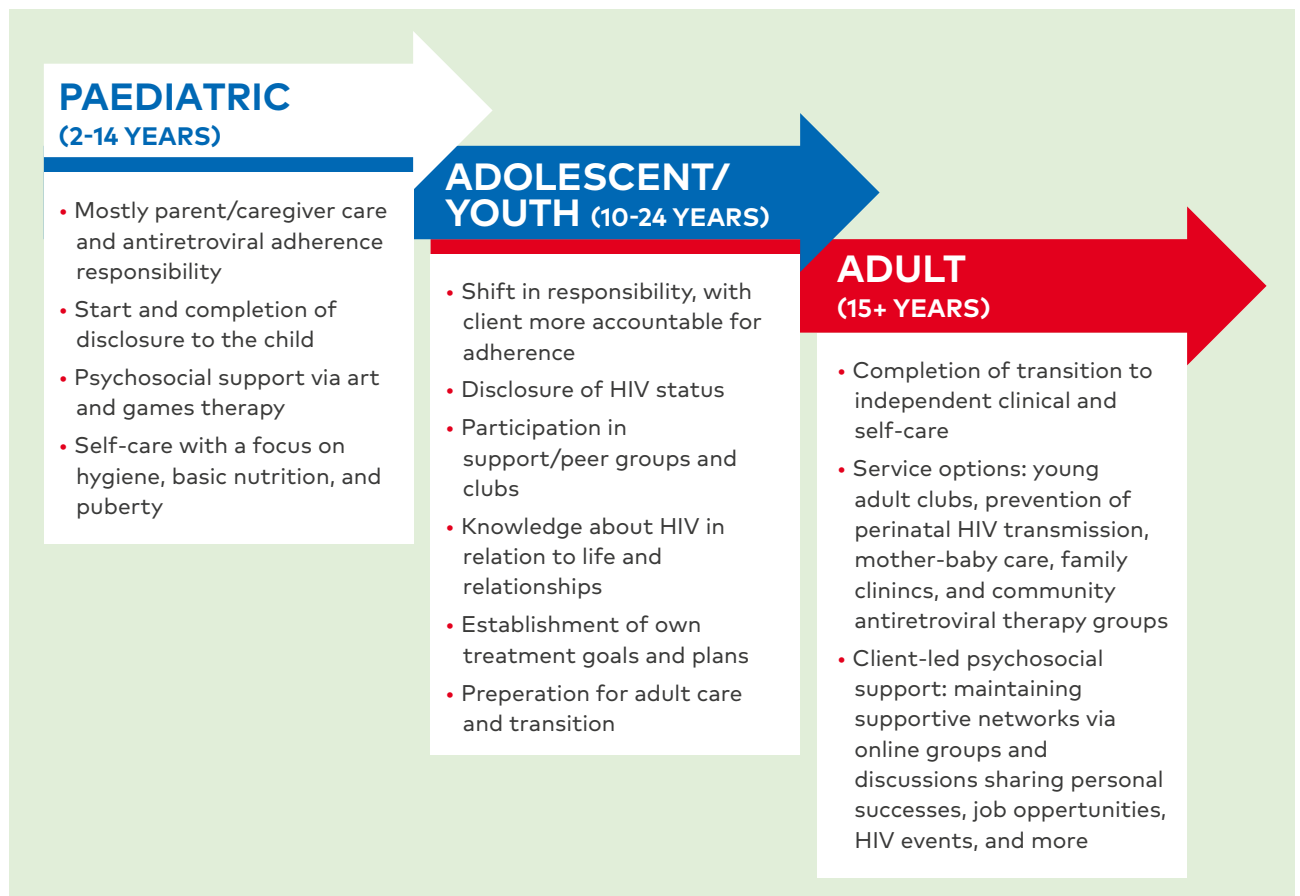 PAEDIATRIC
(2-14 YEARS)
• Mostly parent/caregiver care
and antiretroviral adherence
responsibility
• Start and completion of
disclosure to the child
• Psychosocial support via art
and games therapy
• Self-care with a focus on
hygiene, basic nutrition, and
puberty
ADOLESCENT/
YOUTH (10-24 YEARS)
• Shift in responsibility, with
client more accountable for
adherence
• Disclosure of HIV status
• Participation in
support/peer groups and
clubs
• Knowledge about HIV in
relation to life and
relationships
• Establishment of own
treatment goals and plans
• Preperation for adult care
and transition
ADULT
(15+ YEARS)
• Completion of transition to
independent clinical and
self-care
• Service options: young
adult clubs, prevention of
perinatal HIV transmission,
mother-baby care, family
clinincs, and community
antiretroviral therapy groups
• Client-led psychosocial
support: maintaining
supportive networks via
online groups and
discussions sharing personal
successes, job oppertunities,
HIV events, and more